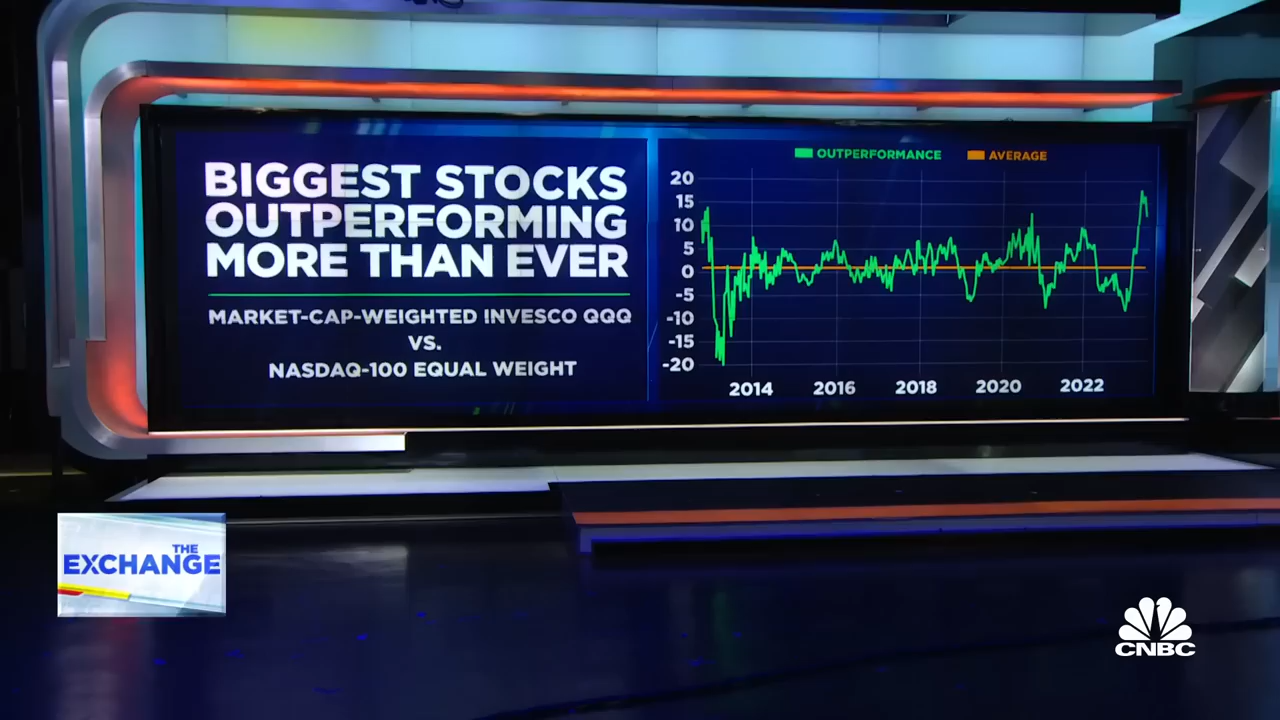 BIGGEST STOCKS
OUTPERFORMING
MORE THAN EVER
MARKET-CAP-WEIGHTED INVESCO QQQ
VS.
NASDAQ-100 EQUAL WEIGHT
OUTPERFORMANCE AVERAGE
20
15
10
5
0
-5
-10
-15
-20
2014 2016 2018 2020 2022
THE
EXCHANGE
CNBC